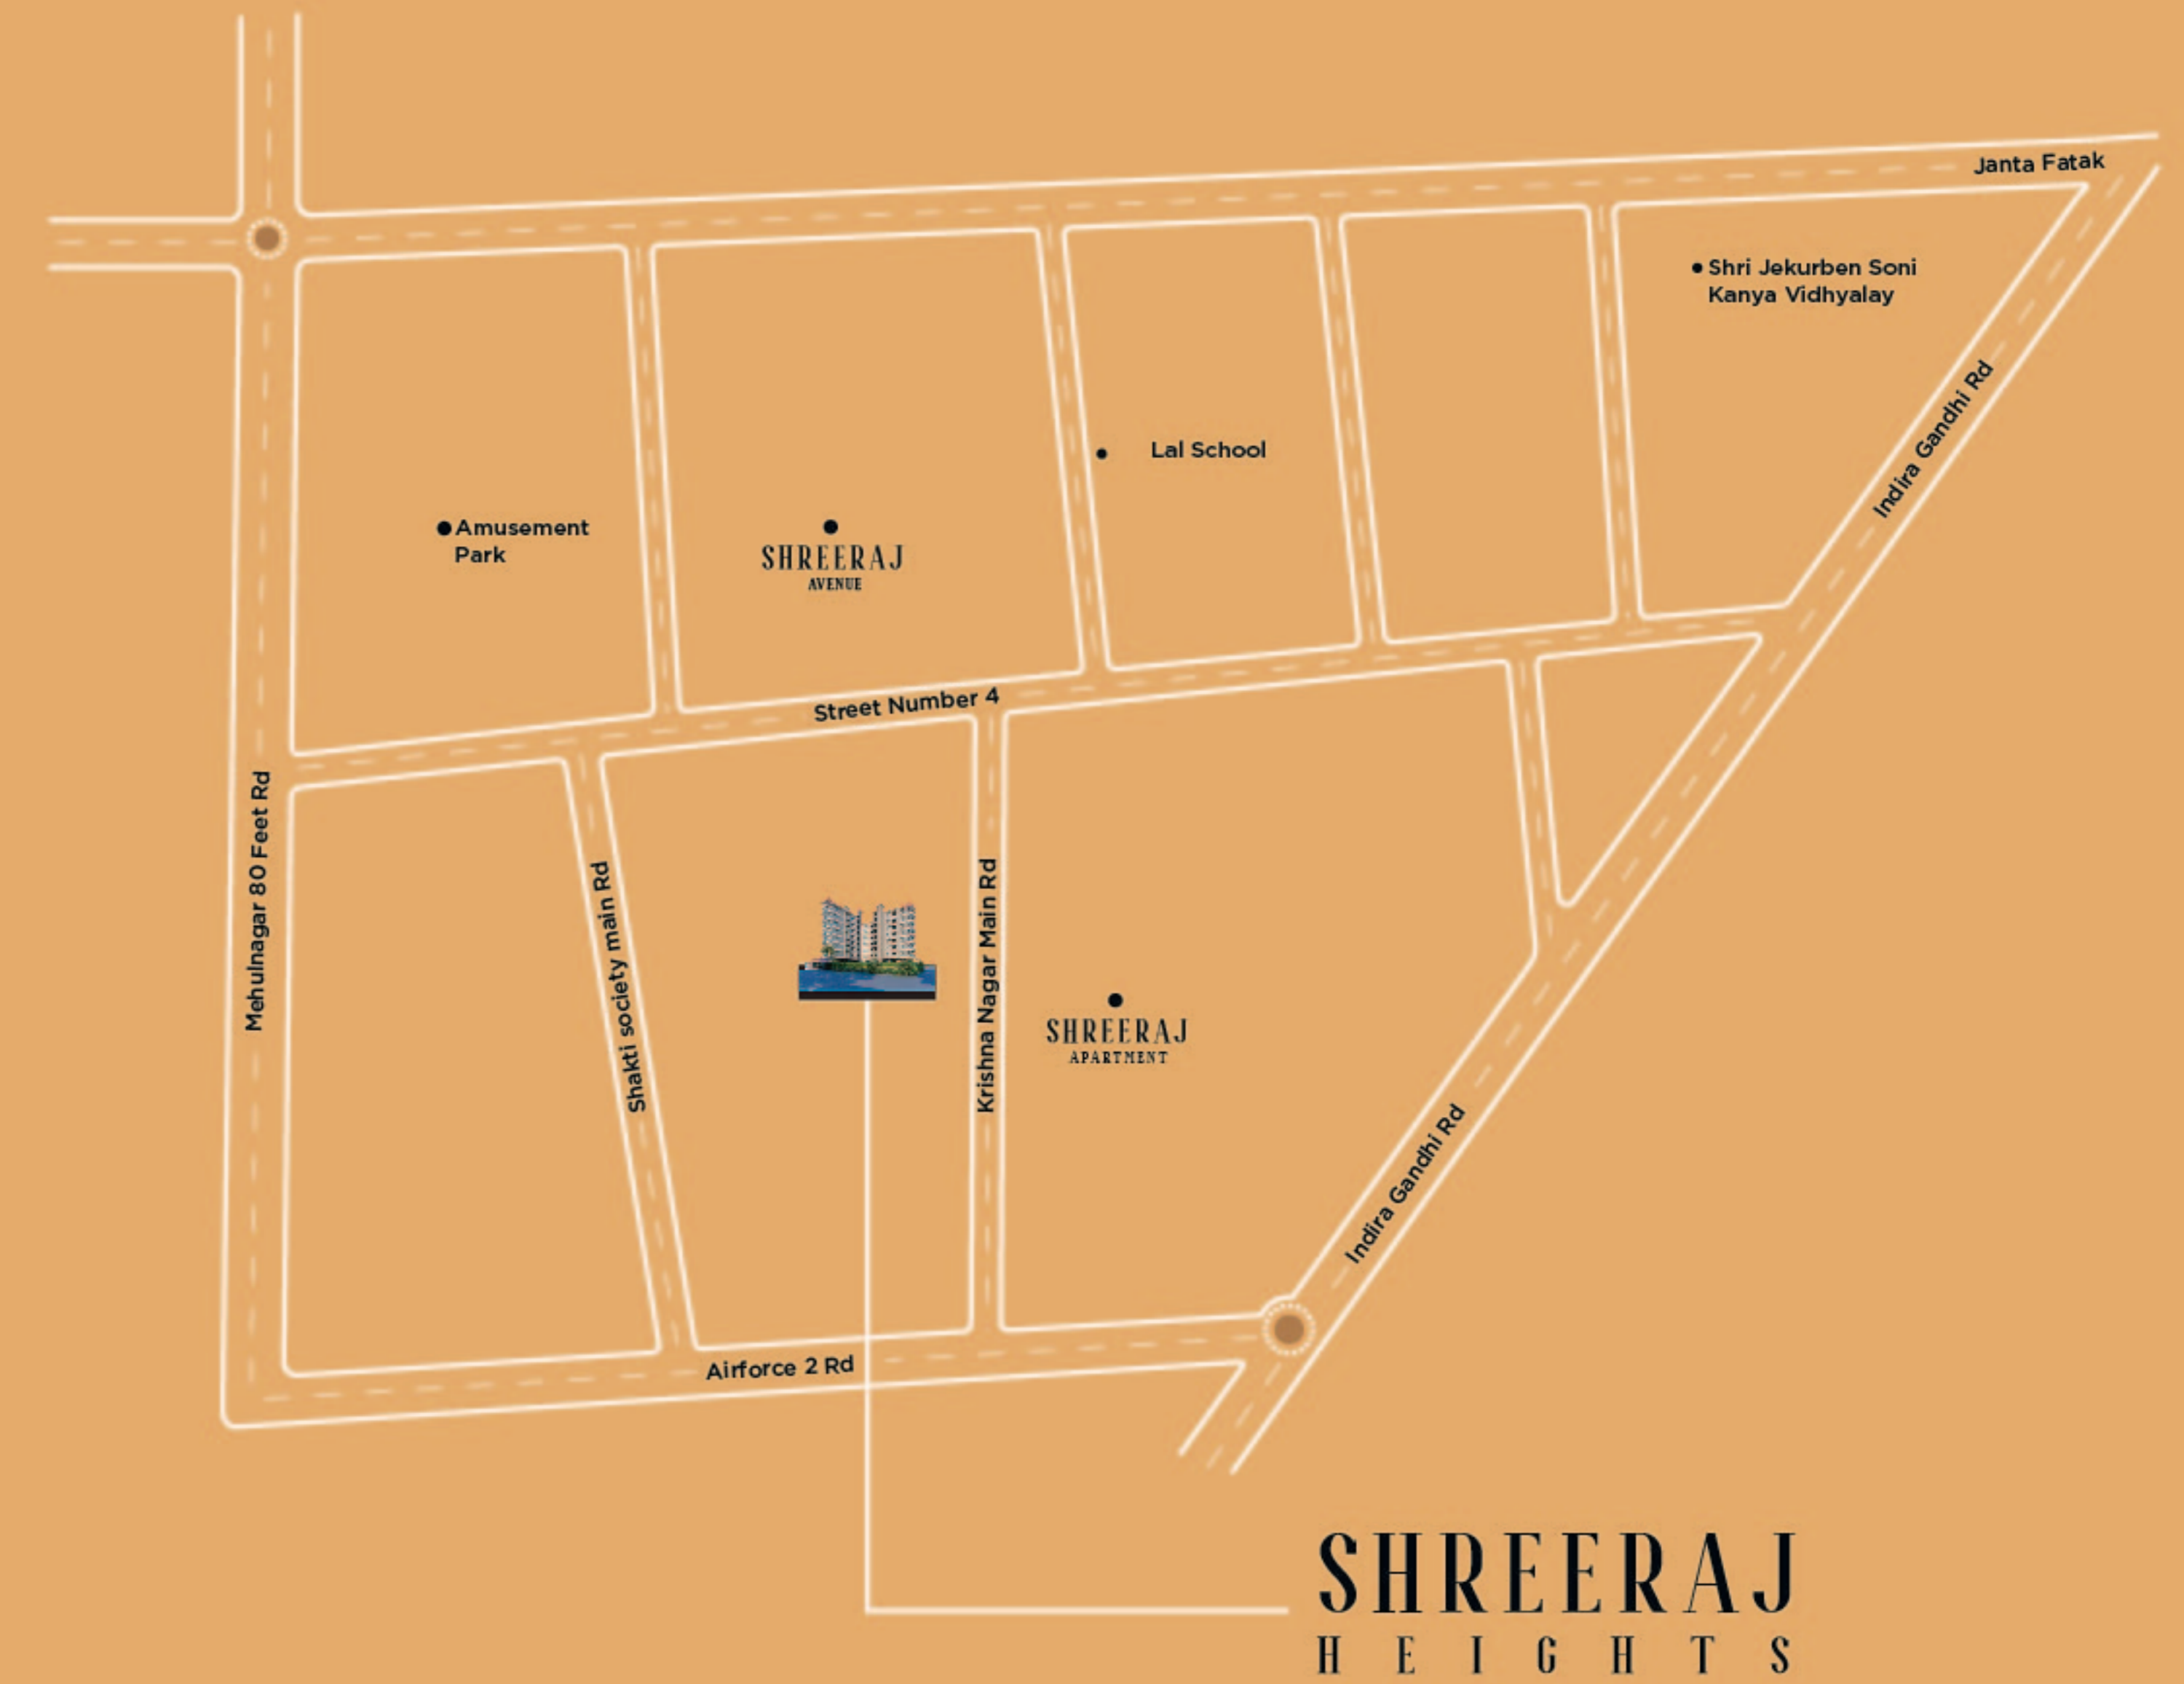 Janta Fatak
Shri Jekurben Soni
Kanya Vidhyalay
Indira Gandhi Rd
Lal School
Amusement
Park
SHREERAJ
AVENUE
Street Number 4
Mehulnagar 80 Feet Rd
Shakti society main Rd
Krishna Nagar Main Rd
SHREERAJ
APARTMENT
Indira Gandhi Rd
Airforce 2 Rd
SHREERAJ
HEIGHTS